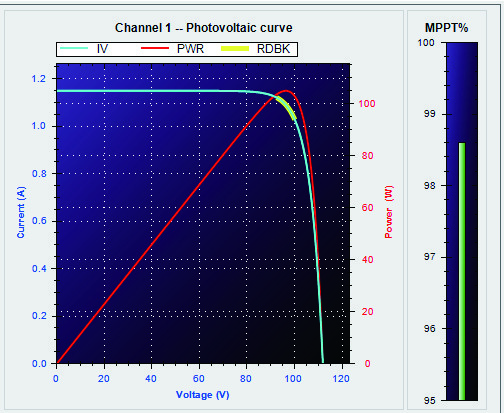 Channel 1 -- Photovoltaic curve
IV PWR RDBK
1.2
1.0
0.8
0.6
0.4
0.2
0.0
Current (A)
0 20 40 60 80 100 120
Voltage (V)
100
80
60
40
20
0
Power (W)
MPPT%
100
99
98
97
96
95